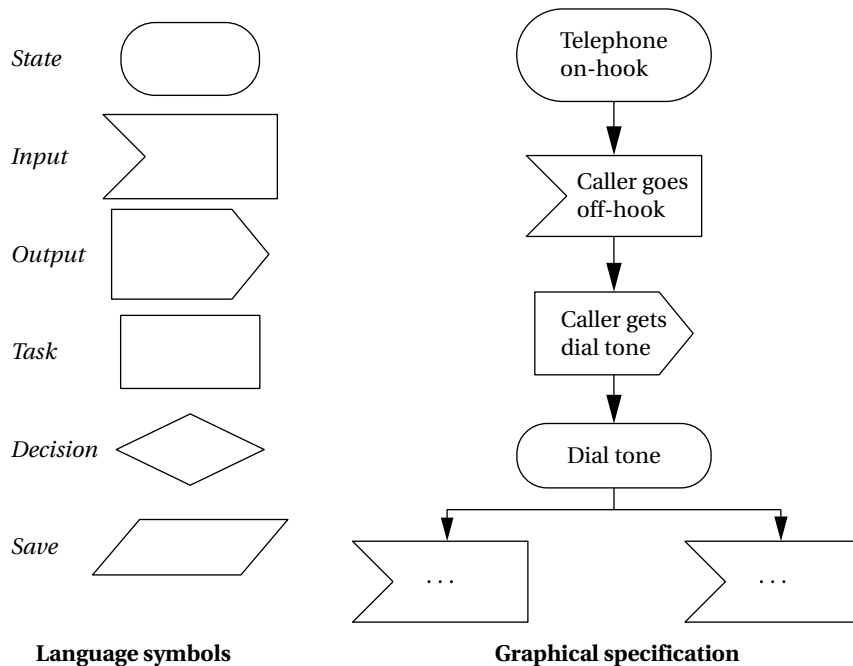 State
Input
Output
Task
Decision
Save
Language symbols
Telephone
on-hook
Caller goes
off-hook
Caller gets
dial tone
Dial tone
. . .
. . .
Graphical specification